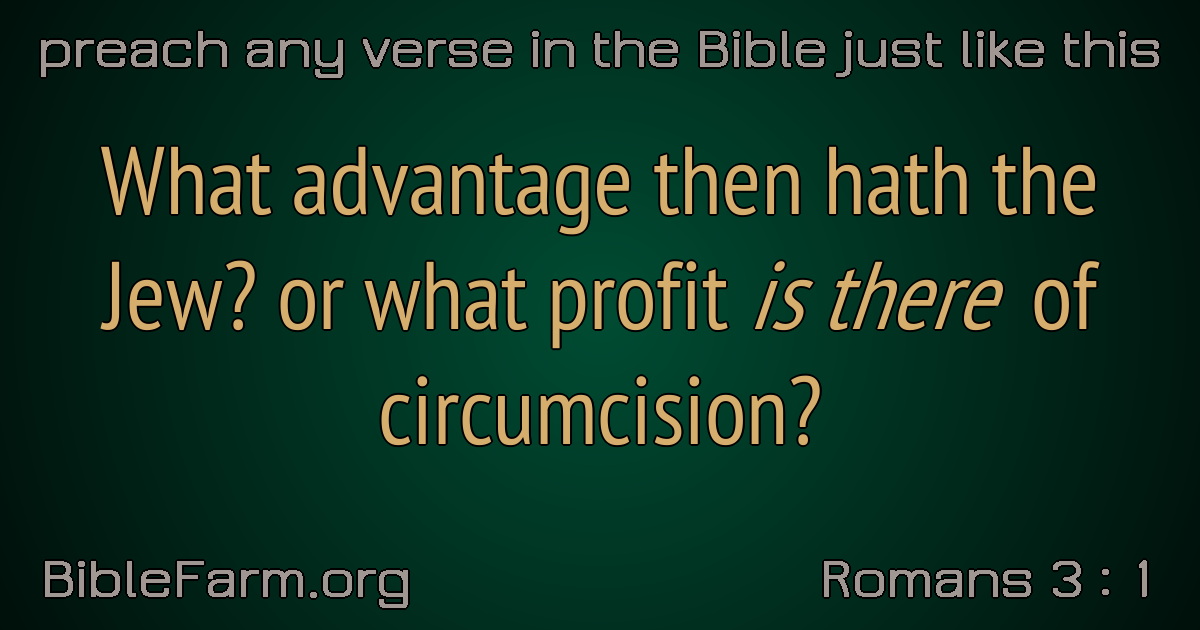 preach any verse in the Bible just like this
What advantage then hath the
Jew? or what profit is there of
circumcision?
BibleFarm.org
Romans 3 : 1